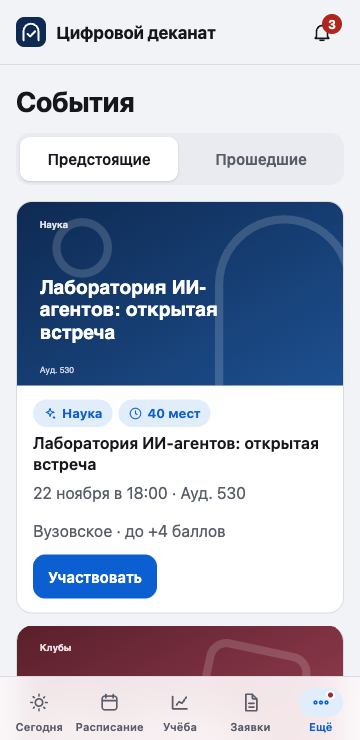 Цифровой деканат
3
События
Предстоящие
Прошедшие
Наука
Лаборатория ИИ-
агентов: открытая
встреча
Ауд. 530
Наука
40 мест
Лаборатория ИИ-агентов: открытая
встреча
22 ноября в 18:00 · Ауд. 530
Вузовское · до +4 баллов
Участвовать
Клубы
Сегодня
Расписание
Учёба
Заявки
Ещё